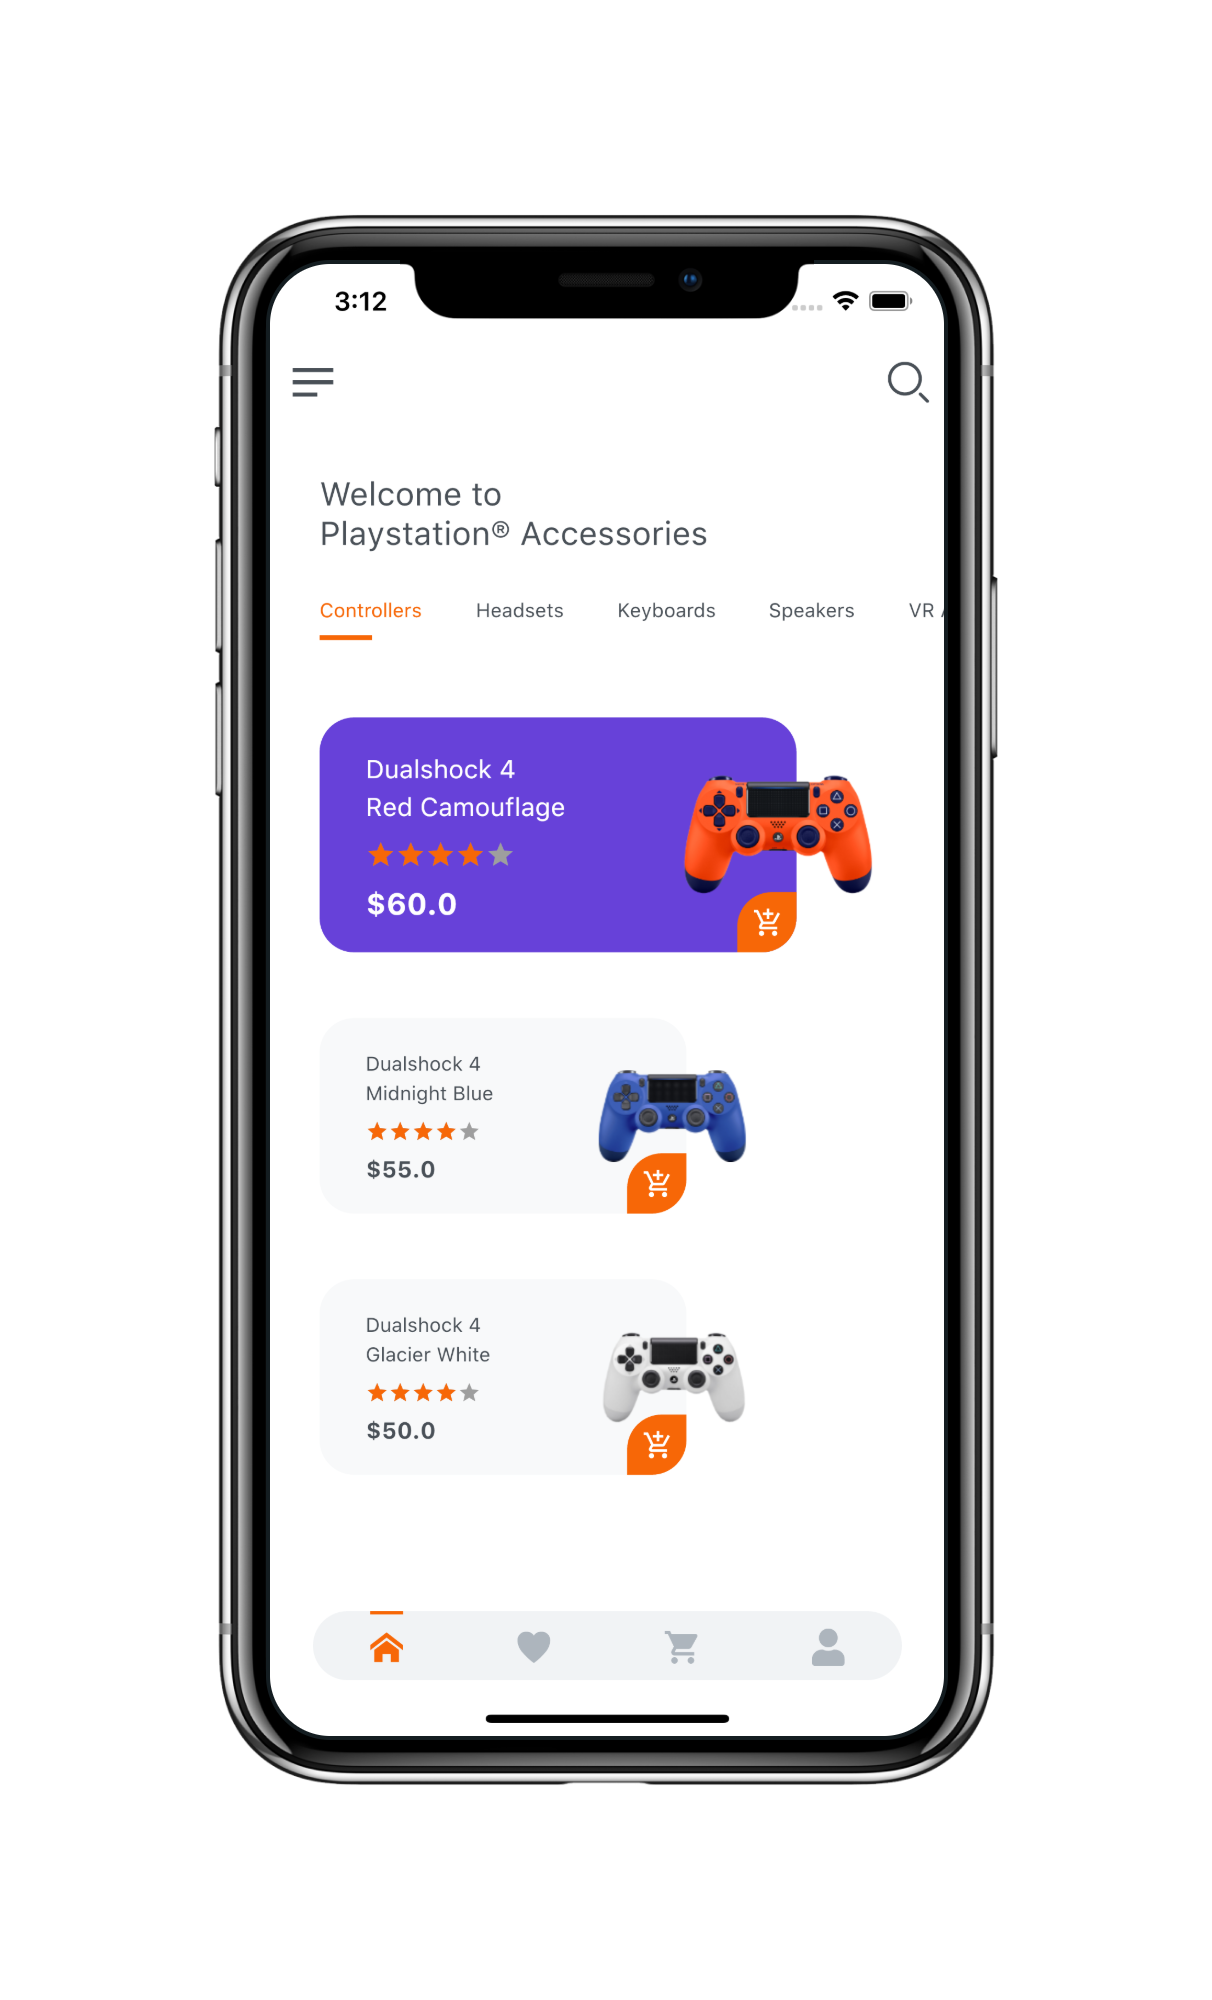 3:12
Welcome to
Playstation® Accessories
Controllers Headsets Keyboards Speakers VR
Dualshock 4
Red Camouflage
$60.0
Dualshock 4
Midnight Blue
$55.0
Dualshock 4
Glacier White
$50.0